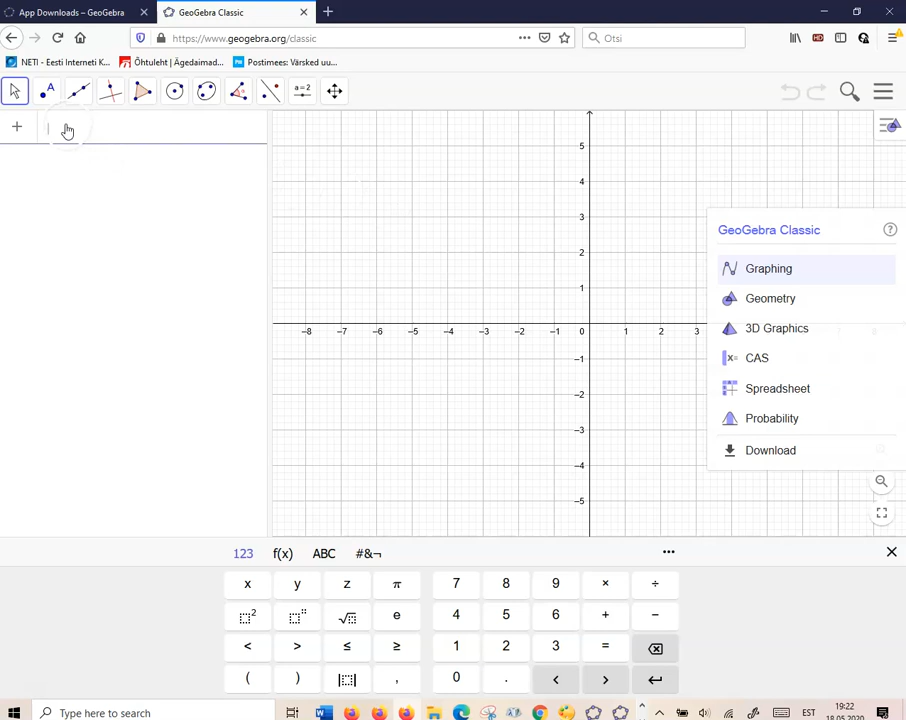 App Downloads – GeoGebra
GeoGebra Classic
https://www.geogebra.org/classic
Otsi
NETI - Eesti Interneti K...
Õhtuleht | Ägedaimad...
Postimees: Värsked uu...
A
a=2
5
4
3
2
1
–8 –7 –6 –5 –4 –3 –2 –1 0 1 2 3
–1
–2
–3
–4
–5
GeoGebra Classic
Graphing
Geometry
3D Graphics
CAS
Spreadsheet
Probability
Download
123 f(x) ABC #&¬
x y z π 7 8 9 × ÷
2 √ e 4 5 6 + −
< > ≤ ≥ 1 2 3 =
( ) , 0 . < >
Type here to search
EST
19:22
18.05.2020